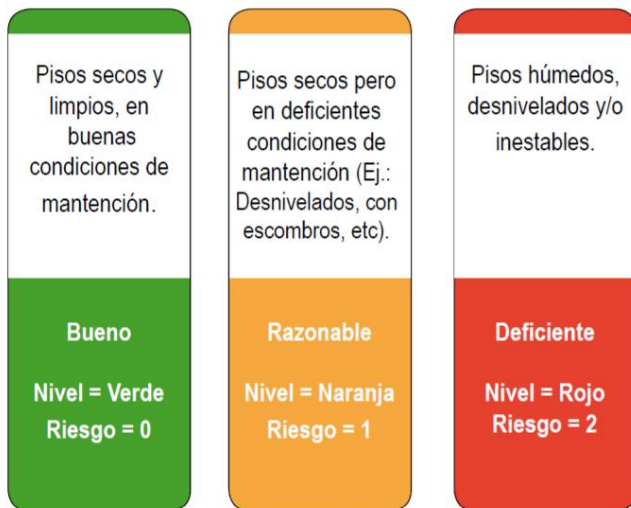 Pisos secos y
limpios, en
buenas
condiciones de
mantención.
Bueno
Nivel = Verde
Riesgo = 0
Pisos secos pero
en deficientes
condiciones de
mantención (Ej.:
Desnivelados, con
escombros, etc).
Razonable
Nivel = Naranja
Riesgo = 1
Pisos húmedos,
desnivelados y/o
inestables.
Deficiente
Nivel = Rojo
Riesgo = 2